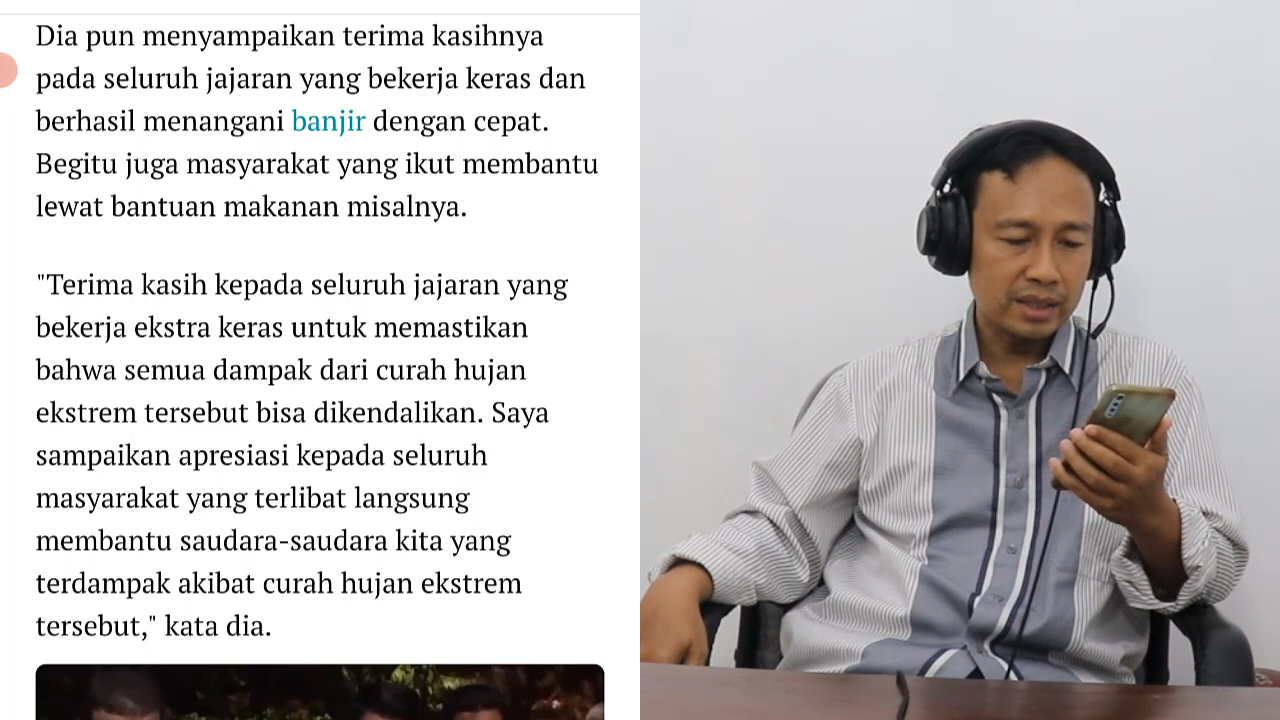 Dia pun menyampaikan terima kasihnya
pada seluruh jajaran yang bekerja keras dan
berhasil menangani banjir dengan cepat.
Begitu juga masyarakat yang ikut membantu
lewat bantuan makanan misalnya.
"Terima kasih kepada seluruh jajaran yang
bekerja ekstra keras untuk memastikan
bahwa semua dampak dari curah hujan
ekstrem tersebut bisa dikendalikan. Saya
sampaikan apresiasi kepada seluruh
masyarakat yang terlibat langsung
membantu saudara-saudara kita yang
terdampak akibat curah hujan ekstrem
tersebut," kata dia.